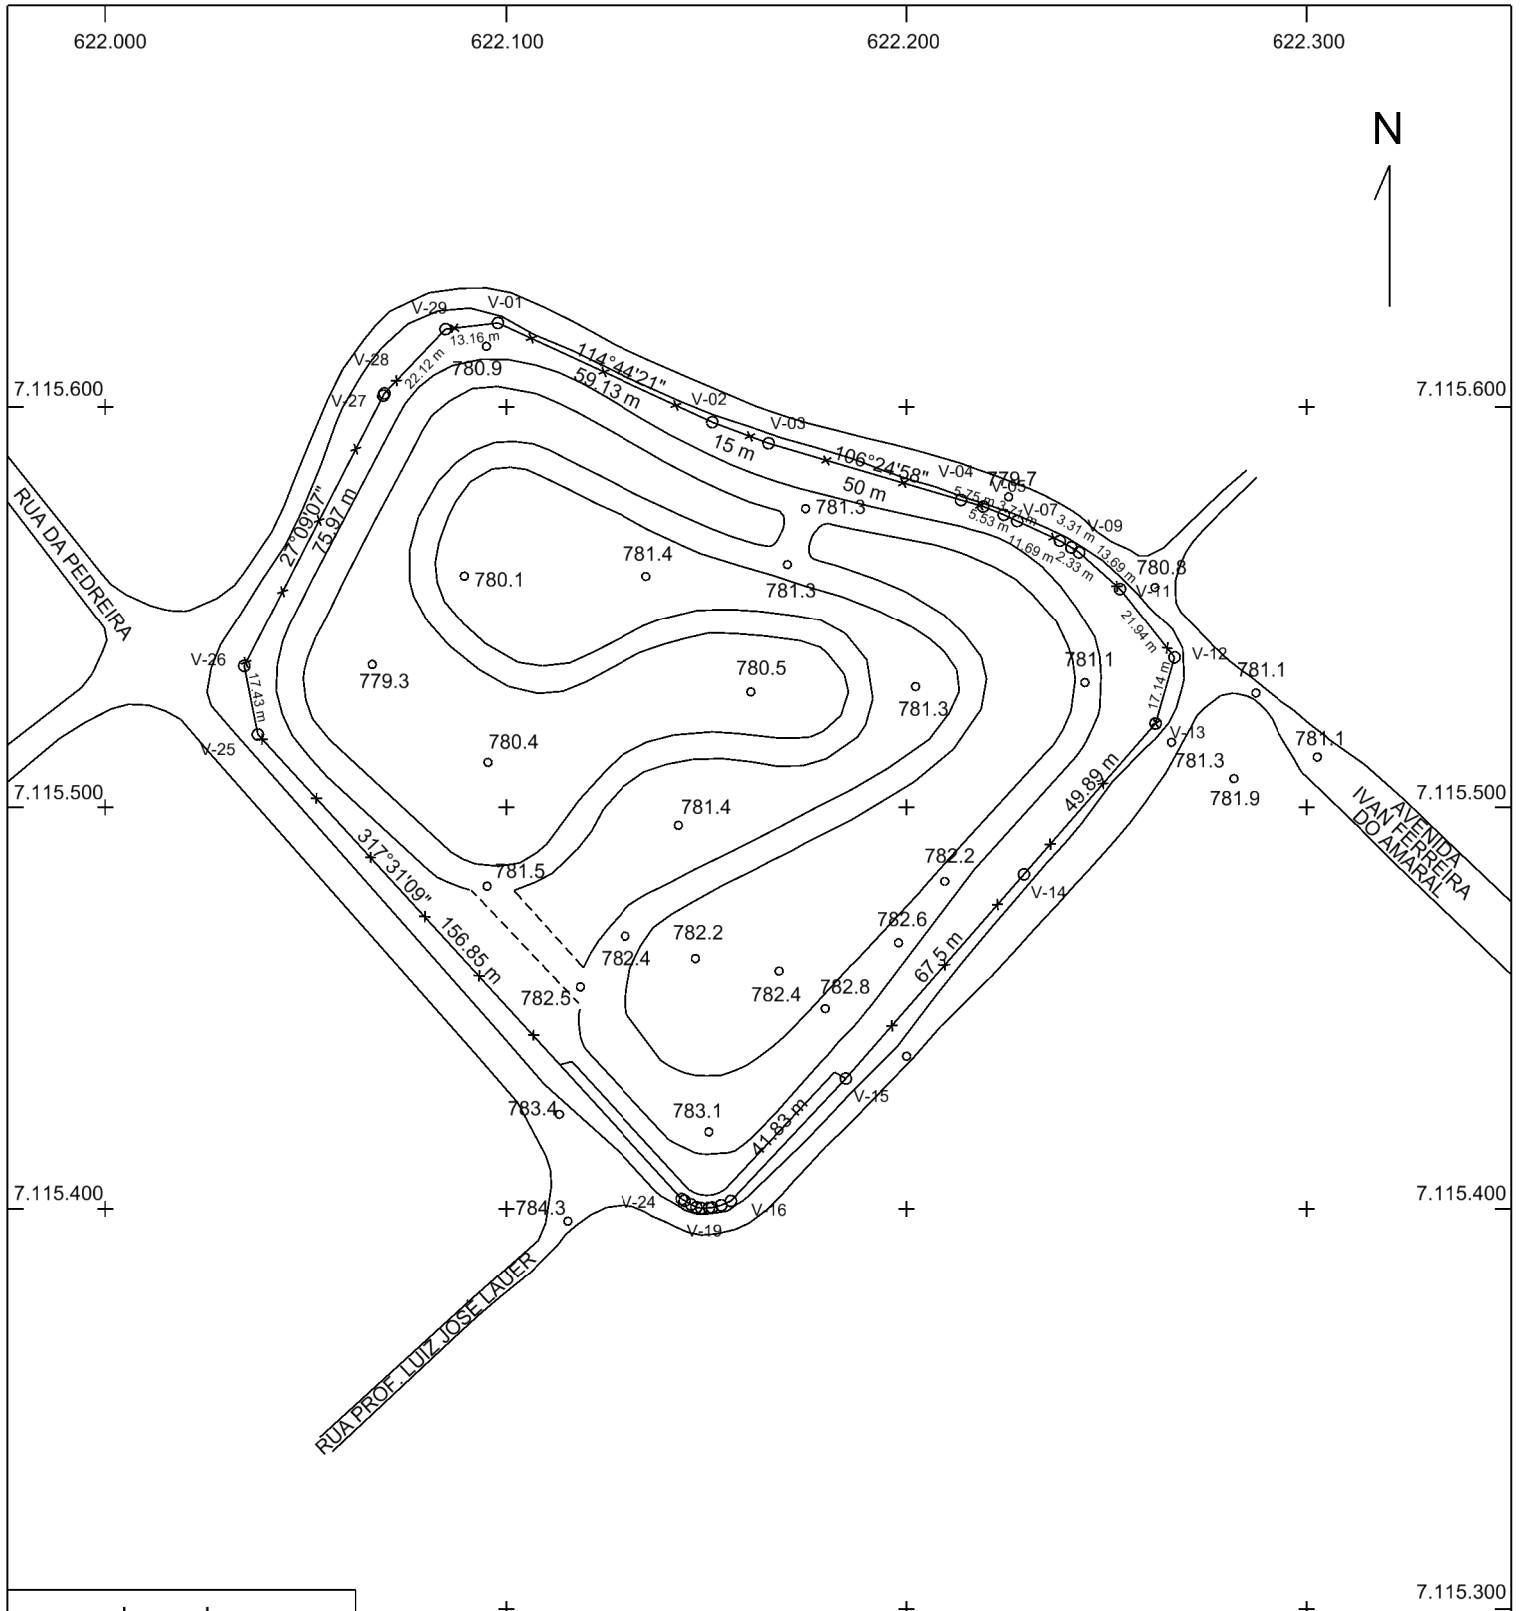 622.000
622.100
622.200
622.300
N
V-29
V-01
13.16 m
V-28
22.12 m
780.9
114°44'21"
59.13 m
7.115.600
7.115.600
V-27
V-02
V-03
15 m
106°24'58"
50 m
V-04
779.7
V-05
5.75 m
5.53 m
V-07
3.31 m
V-09
11.69 m
2.33 m
13.69 m
780.8
V-11
781.3
RUA DA PEDREIRA
27°09'07"
75.97 m
780.1
781.4
781.3
21.94 m
V-12
V-26
17.43 m
779.3
780.5
781.3
781.1
17.14 m
781.1
V-25
780.4
V-13
781.3
781.1
49.89 m
781.9
7.115.500
7.115.500
AVENIDA
IVAN FERREIRA
DO AMARAL
781.4
317°31'09"
781.5
782.2
V-14
156.85 m
782.4
782.2
782.6
67.5 m
782.5
782.4
782.8
783.4
783.1
41.83 m
V-15
7.115.400
7.115.400
784.3
V-24
V-19
V-16
RUA PROF. LUIZ JOSÉ LAUER
7.115.300